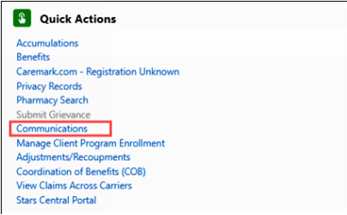 Quick Actions
Accumulations
Benefits
Caremark.com - Registration Unknown
Privacy Records
Pharmacy Search
Submit Grievance
Communications
Manage Client Program Enrollment
Adjustments/Recoupments
Coordination of Benefits (COB)
View Claims Across Carriers
Stars Central Portal